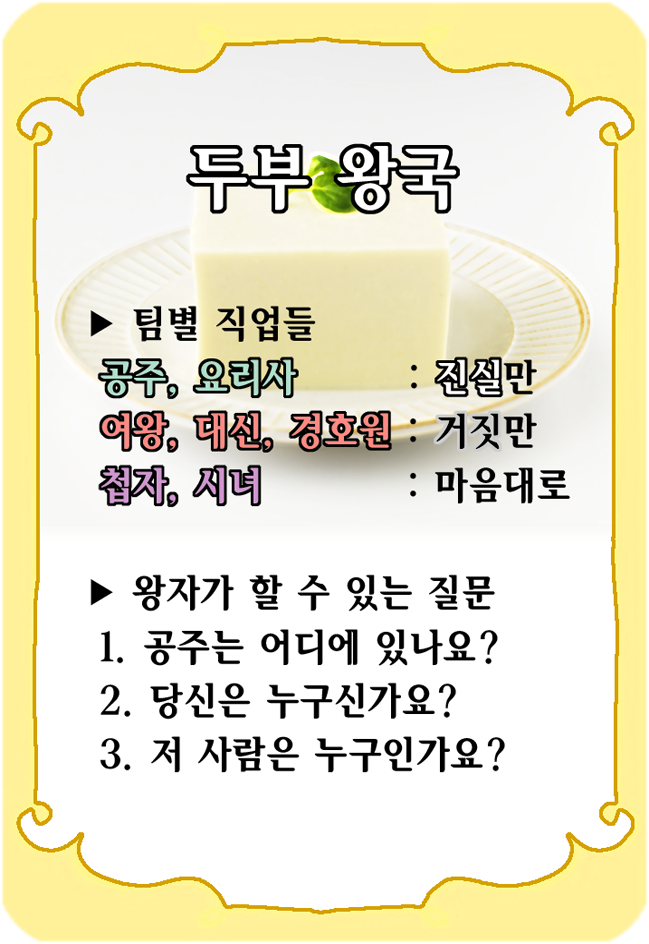 두부 왕국
▶ 팀별 직업들
공주, 요리사 : 진실만
여왕, 대신, 경호원 : 거짓만
첩자, 시녀 : 마음대로
▶ 왕자가 할 수 있는 질문
1. 공주는 어디에 있나요?
2. 당신은 누구신가요?
3. 저 사람은 누구인가요?